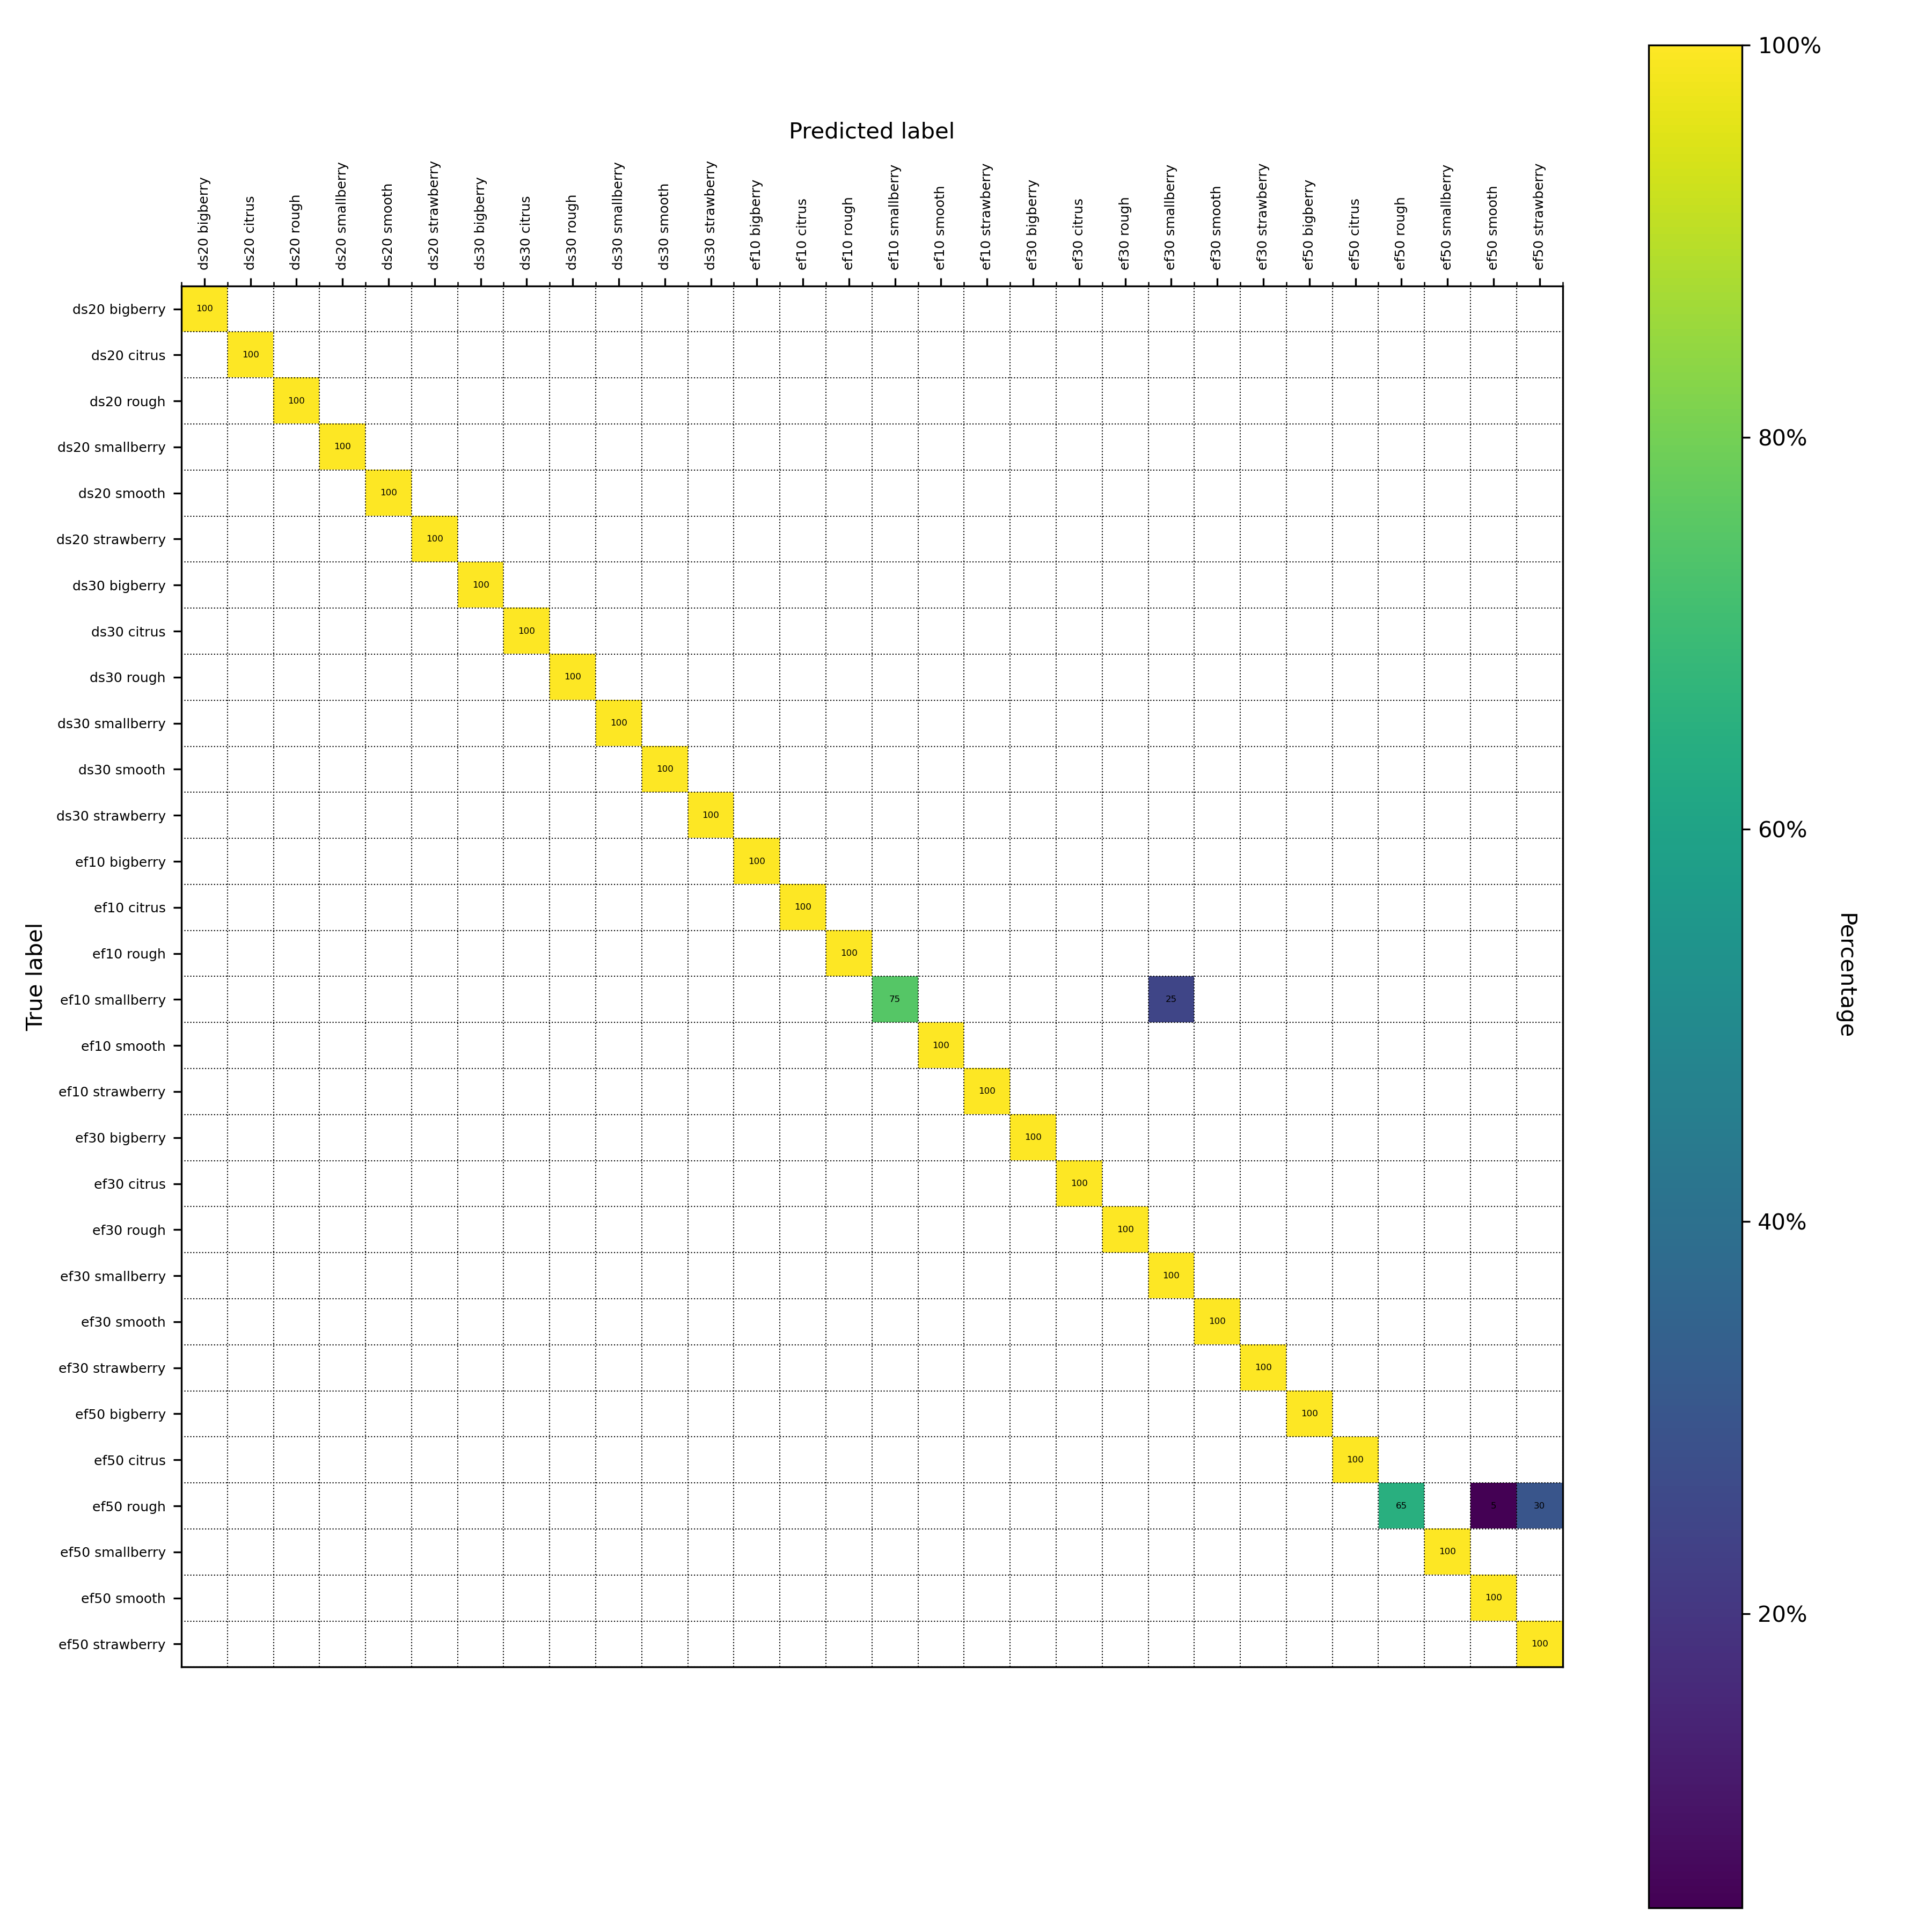 Predicted label
ds20 bigberry
ds20 citrus
ds20 rough
ds20 smallberry
ds20 smooth
ds20 strawberry
ds30 bigberry
ds30 citrus
ds30 rough
ds30 smallberry
ds30 smooth
ds30 strawberry
ef10 bigberry
ef10 citrus
ef10 rough
ef10 smallberry
ef10 smooth
ef10 strawberry
ef30 bigberry
ef30 citrus
ef30 rough
ef30 smallberry
ef30 smooth
ef30 strawberry
ef50 bigberry
ef50 citrus
ef50 rough
ef50 smallberry
ef50 smooth
ef50 strawberry
True label
ds20 bigberry 100
ds20 citrus 100
ds20 rough 100
ds20 smallberry 100
ds20 smooth 100
ds20 strawberry 100
ds30 bigberry 100
ds30 citrus 100
ds30 rough 100
ds30 smallberry 100
ds30 smooth 100
ds30 strawberry 100
ef10 bigberry 100
ef10 citrus 100
ef10 rough 100
ef10 smallberry 75 25
ef10 smooth 100
ef10 strawberry 100
ef30 bigberry 100
ef30 citrus 100
ef30 rough 100
ef30 smallberry 100
ef30 smooth 100
ef30 strawberry 100
ef50 bigberry 100
ef50 citrus 100
ef50 rough 65 5 30
ef50 smallberry 100
ef50 smooth 100
ef50 strawberry 100
100%
80%
60%
40%
20%
Percentage